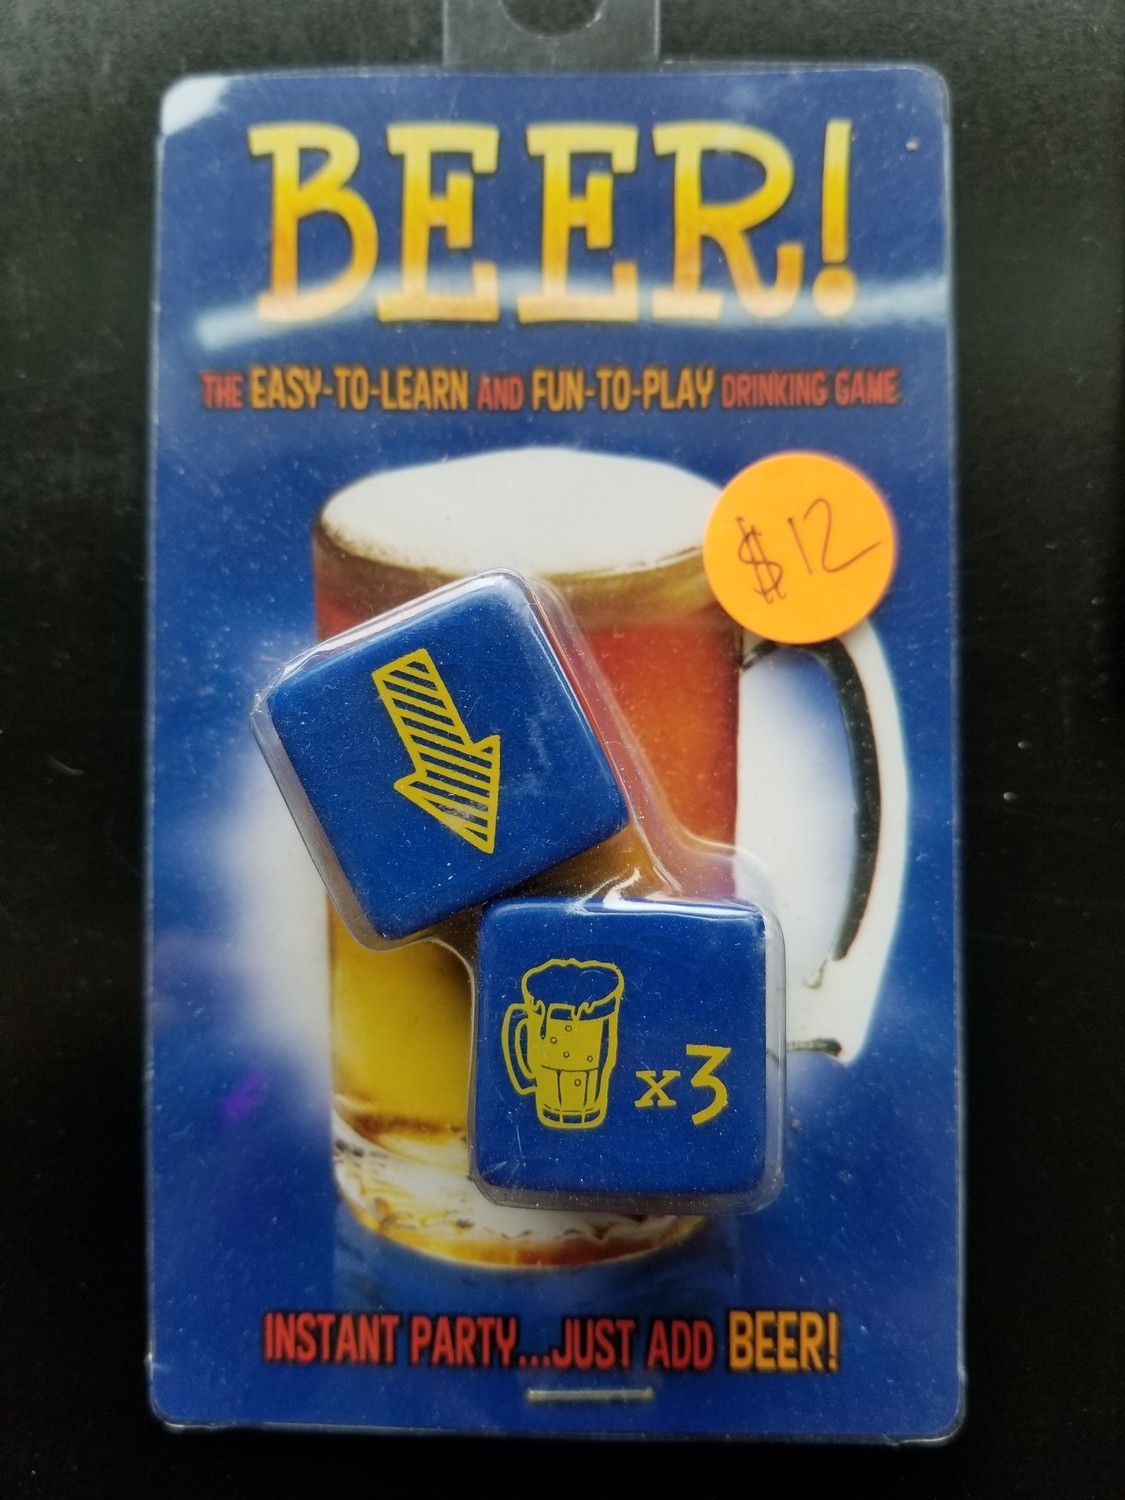 BEER!
THE EASY-TO-LEARN AND FUN-TO-PLAY DRINKING GAME
$12
x3
INSTANT PARTY...JUST ADD BEER!